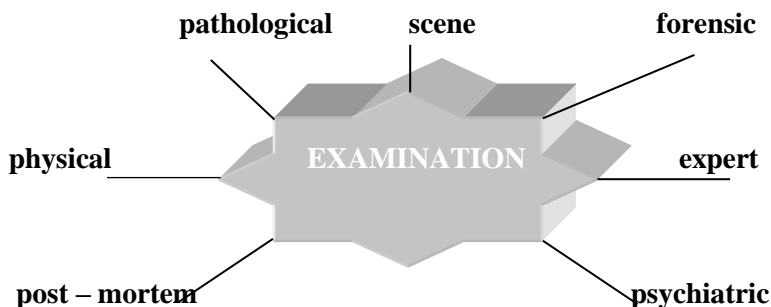 pathological scene forensic
physical EXAMINATION expert
post – mortem psychiatric